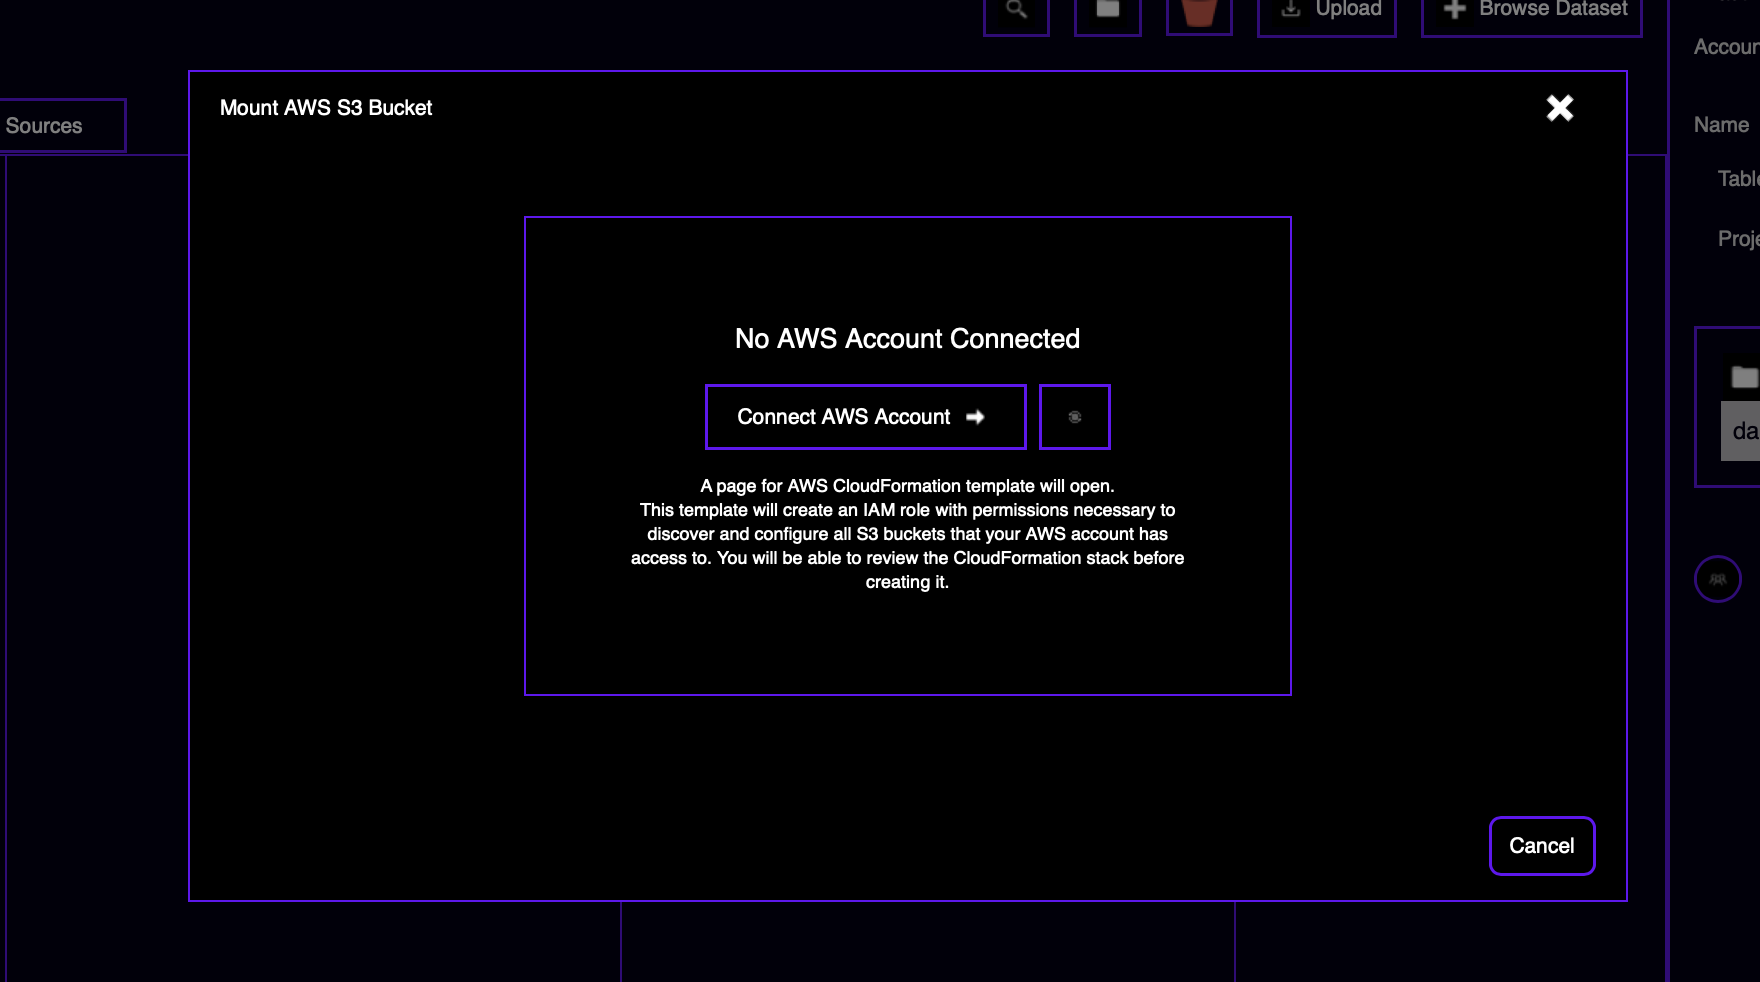 Upload
Browse Dataset
Sources
Mount AWS S3 Bucket
No AWS Account Connected
Connect AWS Account
A page for AWS CloudFormation template will open.
This template will create an IAM role with permissions necessary to
discover and configure all S3 buckets that your AWS account has
access to. You will be able to review the CloudFormation stack before
creating it.
Cancel
Accoun
Name
Table
Proje
da